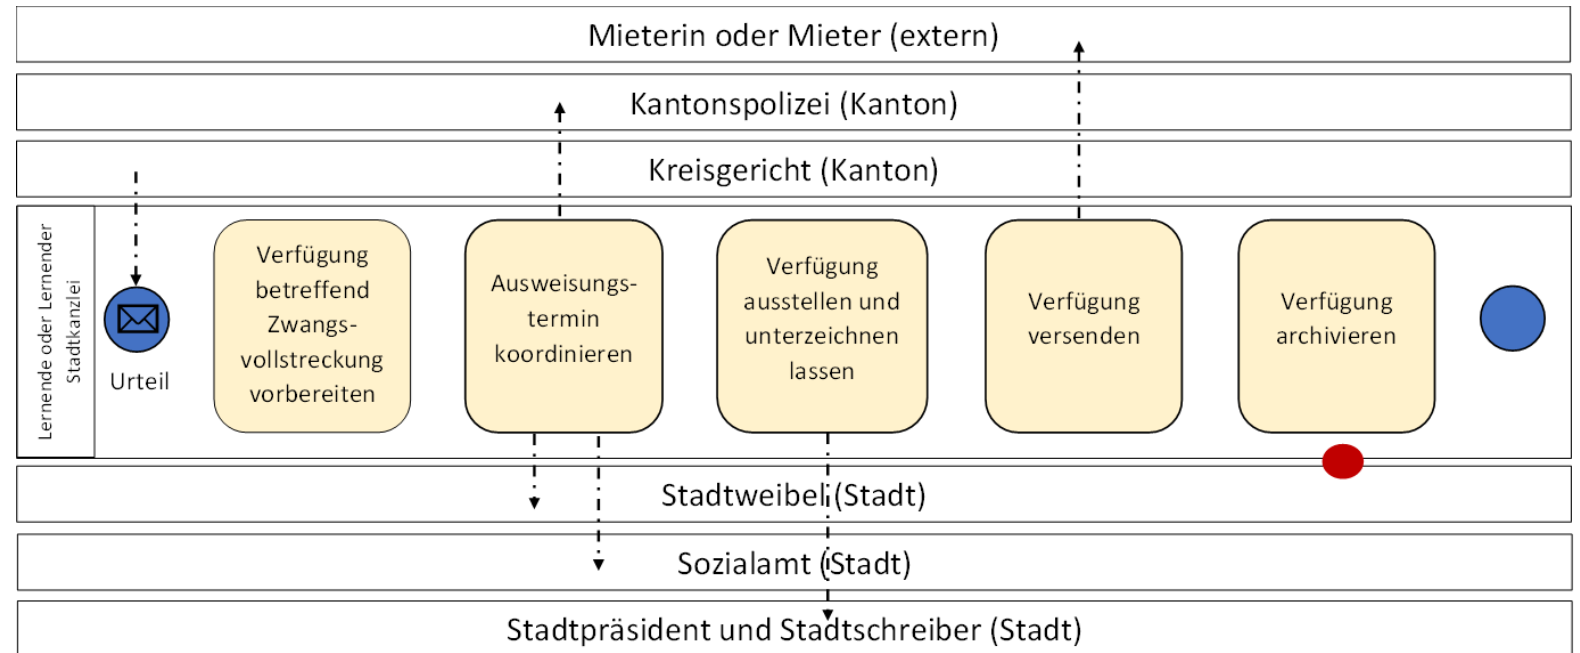 Mieterin oder Mieter (extern)
Kantonspolizei (Kanton)
Kreisgericht (Kanton)
Lernende oder Lernender
Stadtkanzlei
Urteil
Verfügung
betreffend
Zwangs-
vollstreckung
vorbereiten
Ausweisungs-
termin
koordinieren
Verfügung
ausstellen und
unterzeichnen
lassen
Verfügung
versenden
Verfügung
archivieren
Stadtweibel (Stadt)
Sozialamt (Stadt)
Stadtpräsident und Stadtschreiber (Stadt)